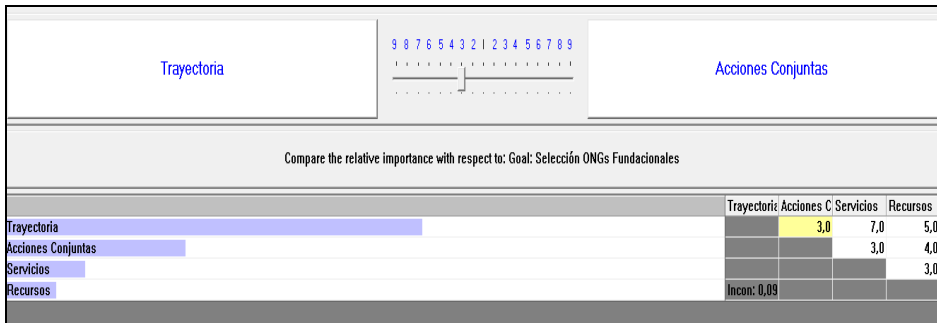 9 8 7 6 5 4 3 2 1 2 3 4 5 6 7 8 9
Trayectoria
Acciones Conjuntas
Compare the relative importance with respect to: Goal: Selección ONGs Fundacionales
Trayectoria Acciones C Servicios Recursos
Trayectoria 3,0 7,0 5,0
Acciones Conjuntas 3,0 4,0
Servicios 3,0
Recursos Incon: 0,09